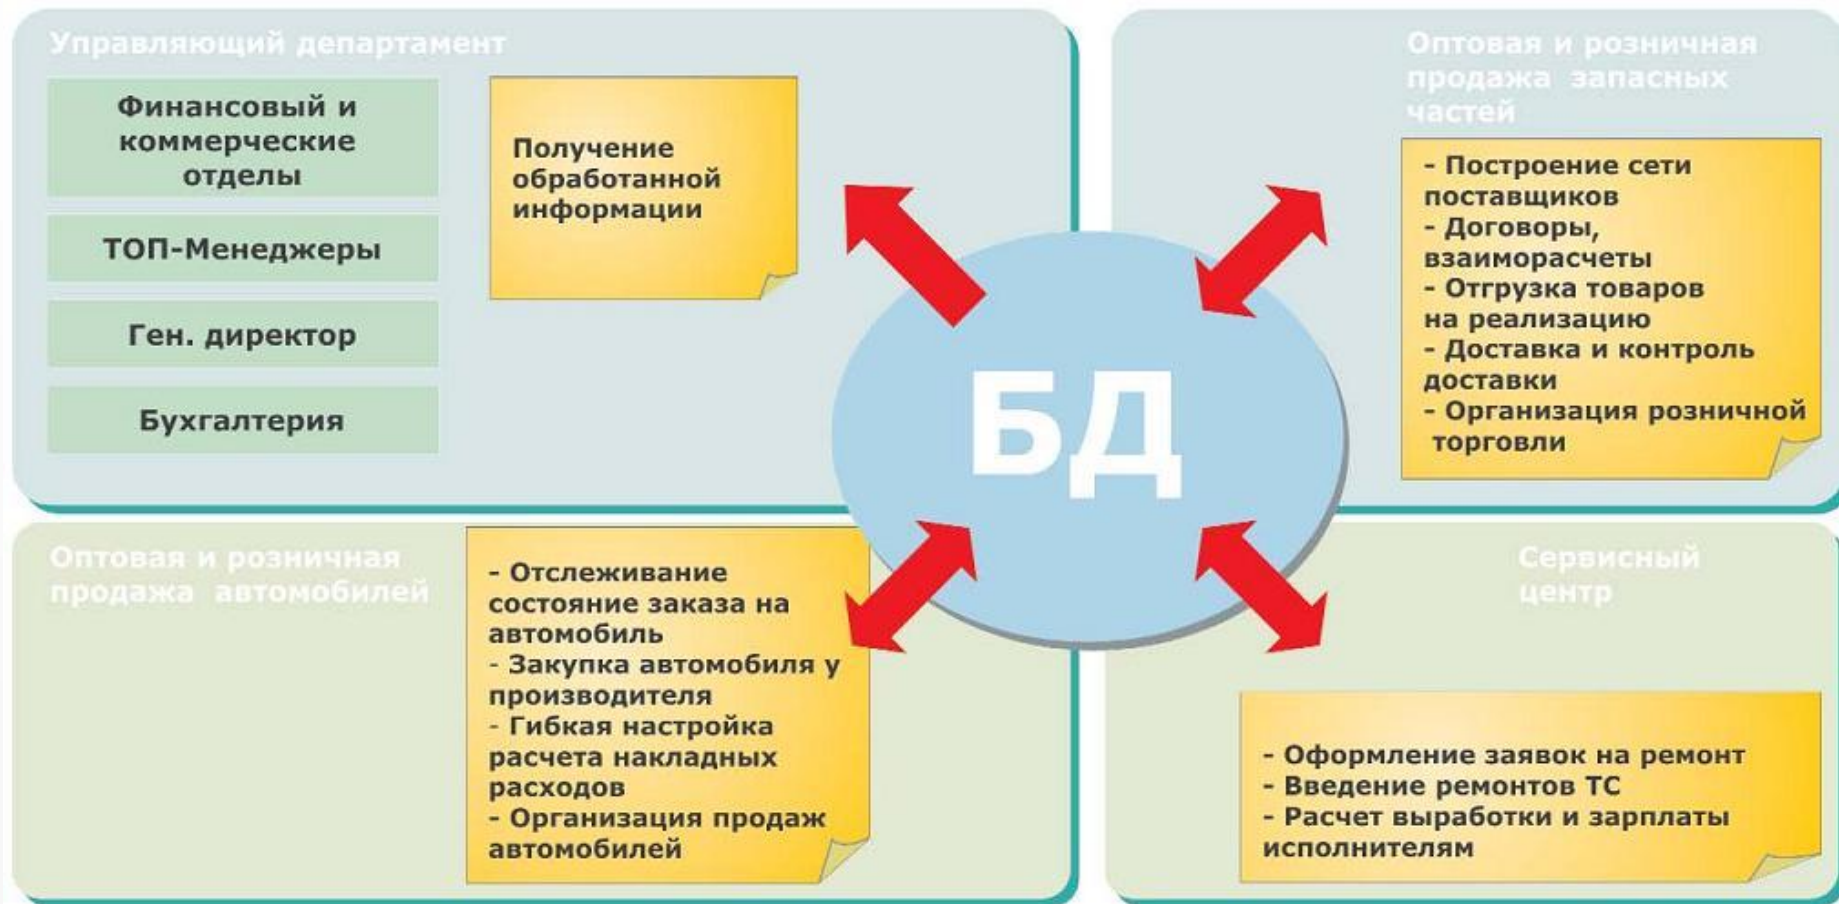 Управляющий департамент
Финансовый и
коммерческие
отделы
ТОП-Менеджеры
Ген. директор
Бухгалтерия
Получение
обработанной
информации
Оптовая и розничная
продажа запасных
частей
- Построение сети
поставщиков
- Договоры,
взаиморасчеты
- Отгрузка товаров
на реализацию
- Доставка и контроль
доставки
- Организация розничной
торговли
БД
Оптовая и розничная
продажа автомобилей
- Отслеживание
состояние заказа на
автомобиль
- Закупка автомобиля у
производителя
- Гибкая настройка
расчета накладных
расходов
- Организация продаж
автомобилей
Сервисный
центр
- Оформление заявок на ремонт
- Введение ремонтов ТС
- Расчет выработки и зарплаты
исполнителям